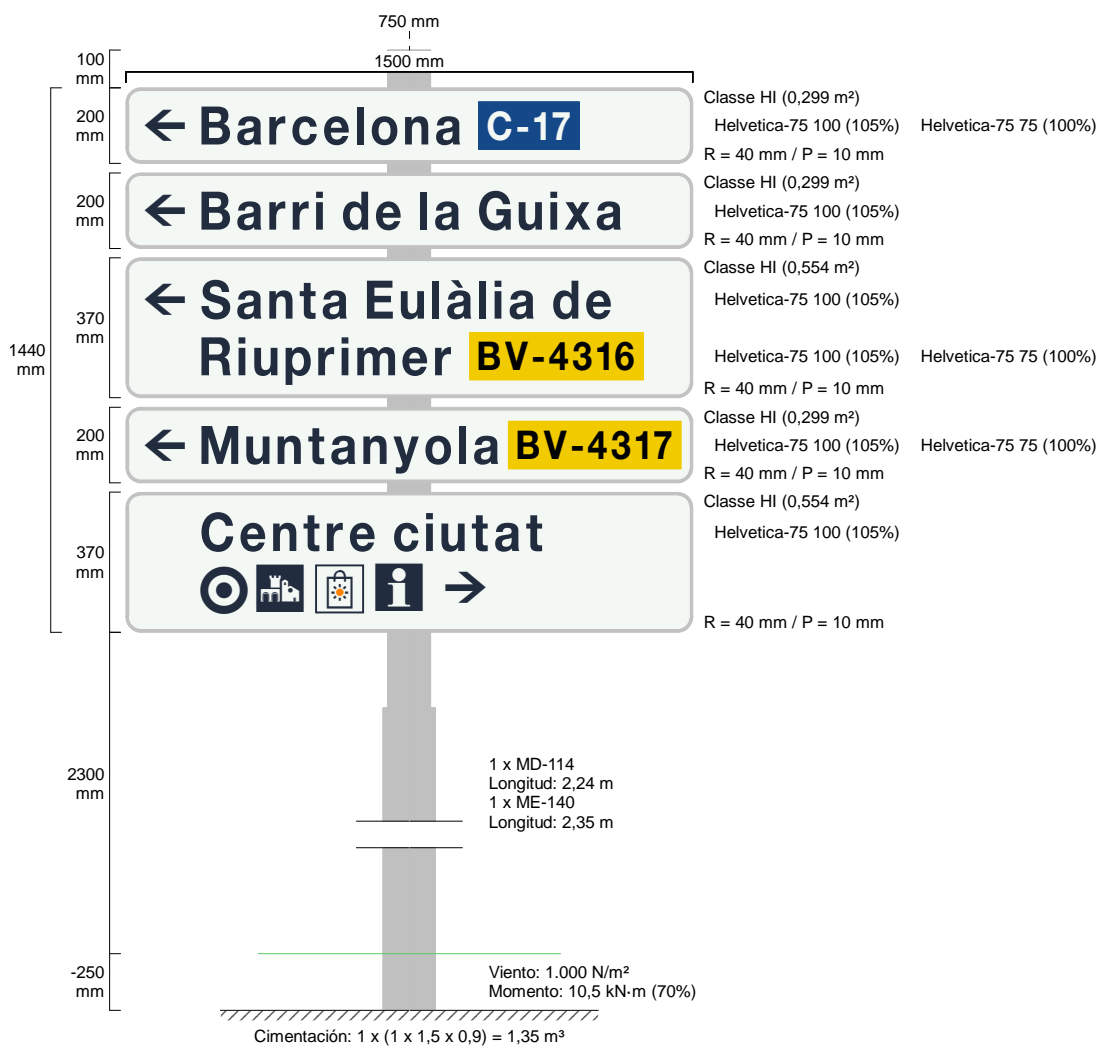 750 mm
100
mm
1500 mm
1440
mm
200
mm
Barcelona C-17
Classe HI (0,299 m²)
Helvetica-75 100 (105%) Helvetica-75 75 (100%)
R = 40 mm / P = 10 mm
200
mm
Barri de la Guixa
Classe HI (0,299 m²)
Helvetica-75 100 (105%)
R = 40 mm / P = 10 mm
370
mm
Santa Eulàlia de
Riuprimer BV-4316
Classe HI (0,554 m²)
Helvetica-75 100 (105%)
Helvetica-75 100 (105%) Helvetica-75 75 (100%)
R = 40 mm / P = 10 mm
200
mm
Muntanyola BV-4317
Classe HI (0,299 m²)
Helvetica-75 100 (105%) Helvetica-75 75 (100%)
R = 40 mm / P = 10 mm
370
mm
Centre ciutat
i
Classe HI (0,554 m²)
Helvetica-75 100 (105%)
R = 40 mm / P = 10 mm
2300
mm
1 x MD-114
Longitud: 2,24 m
1 x ME-140
Longitud: 2,35 m
-250
mm
Viento: 1.000 N/m²
Momento: 10,5 kN·m (70%)
Cimentación: 1 x (1 x 1,5 x 0,9) = 1,35 m³